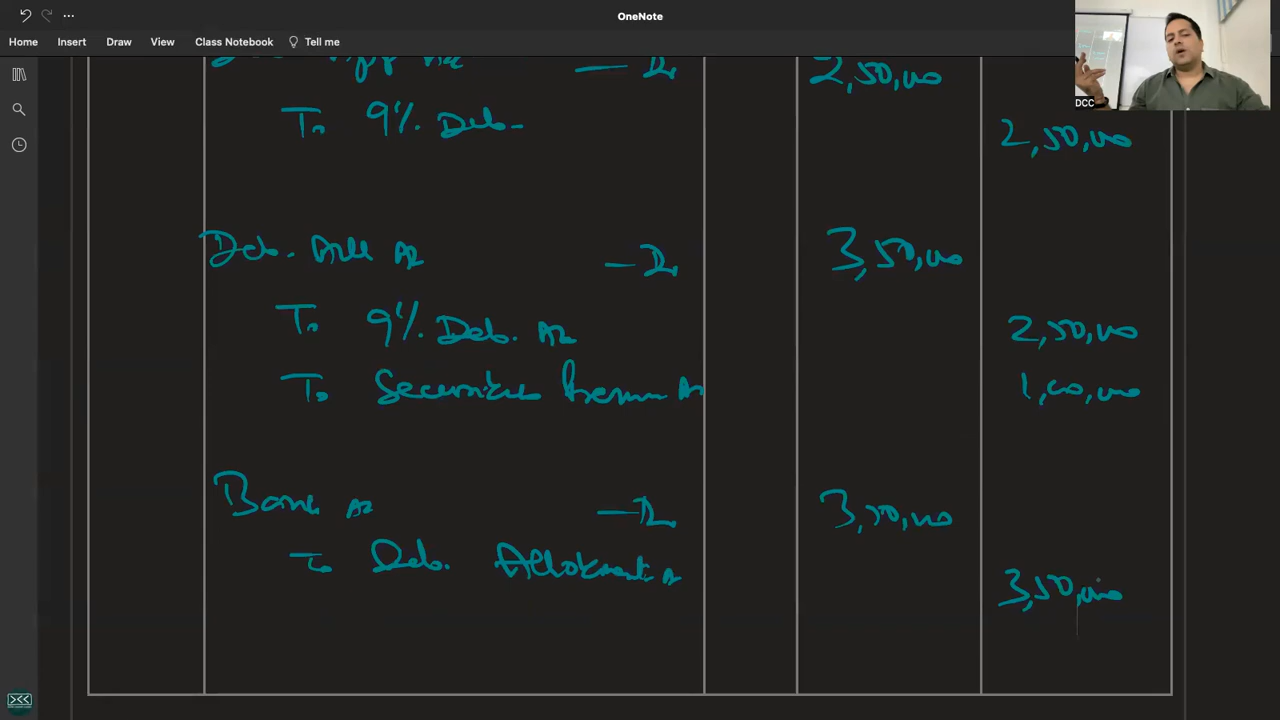 OneNote
Home Insert Draw View Class Notebook Tell me
DCC
Dr 2,50,000
To 9% Deb. 2,50,000
Deb. Allt A/c — Dr 3,50,000
To 9% Deb. A/c 2,50,000
To Securities Premium A/c 1,00,000
Bank A/c — Dr 3,50,000
To Deb. Allotment A/c 3,50,000